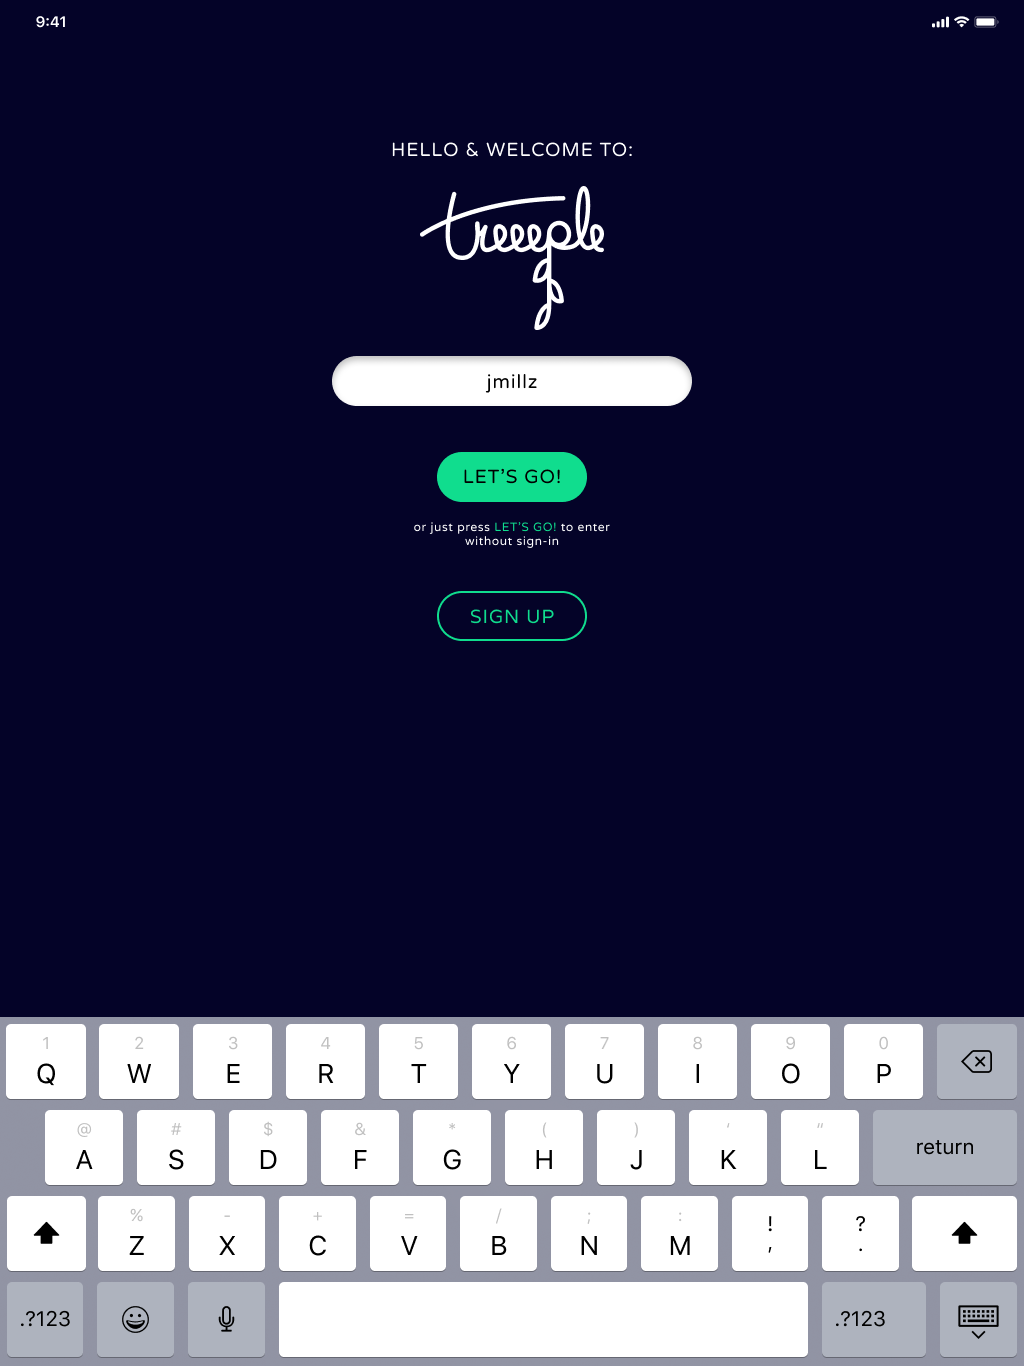 9:41
HELLO & WELCOME TO:
treeeple
jmillz
LET'S GO!
or just press LET'S GO! to enter
without sign-in
SIGN UP
1 2 3 4 5 6 7 8 9 0
Q W E R T Y U I O P
@ # $ & * ( ) ' "
A S D F G H J K L return
% - + = / ; : ! ?
Z X C V B N M , .
.?123 .?123